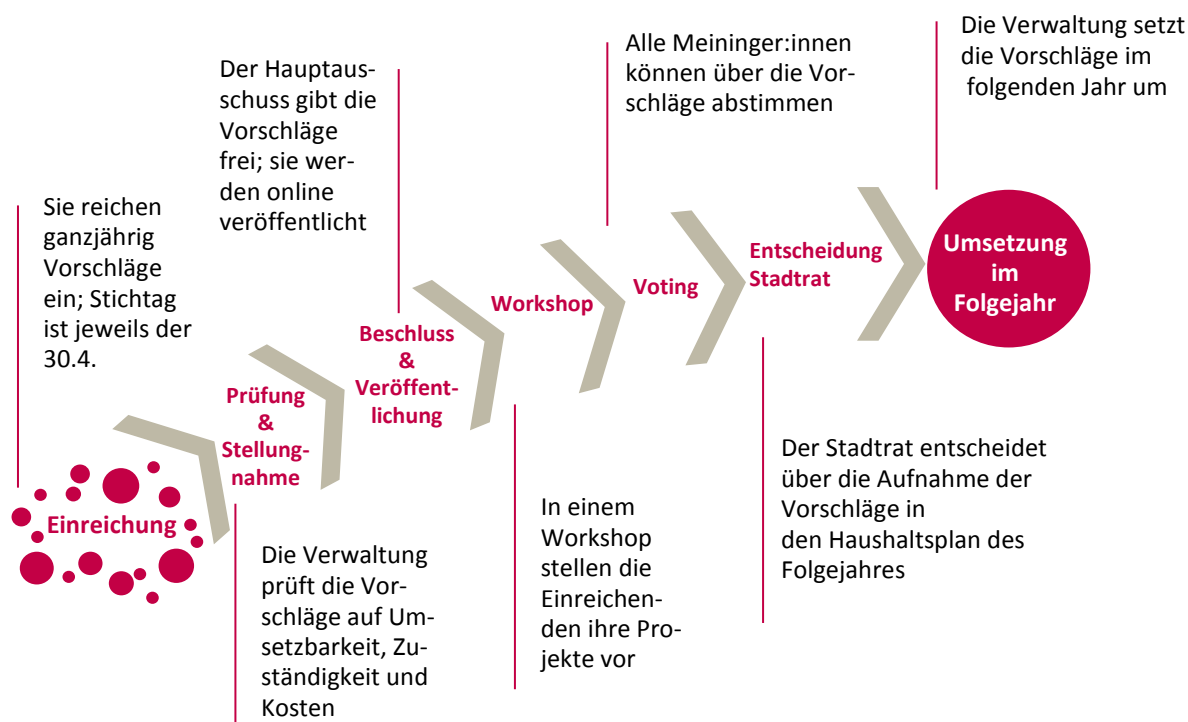 Sie reichen
ganzjährig
Vorschläge
ein; Stichtag
ist jeweils der
30.4.
Einreichung
Prüfung
&
Stellung-
nahme
Die Verwaltung
prüft die Vor-
schläge auf Um-
setzbarkeit, Zu-
ständigkeit und
Kosten
Der Hauptaus-
schuss gibt die
Vorschläge
frei; sie wer-
den online
veröffentlicht
Beschluss
&
Veröffent-
lichung
Workshop
In einem
Workshop
stellen die
Einreichen-
den ihre Pro-
jekte vor
Alle Meininger:innen
können über die Vor-
schläge abstimmen
Voting
Entscheidung
Stadtrat
Der Stadtrat entscheidet
über die Aufnahme der
Vorschläge in
den Haushaltsplan des
Folgejahres
Die Verwaltung setzt
die Vorschläge im
folgenden Jahr um
Umsetzung
im
Folgejahr